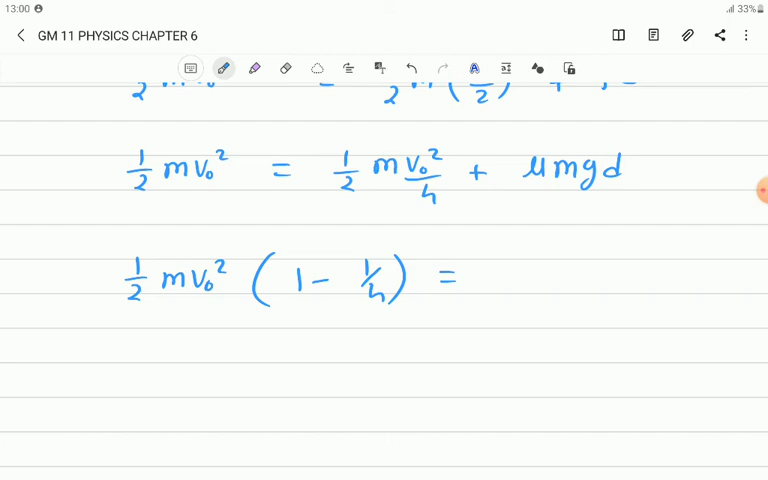 13:00 33%
GM 11 PHYSICS CHAPTER 6
½ mv₀² = ½ m v₀²/4 + μmgd
½ mv₀² ( 1 - 1/4 ) =